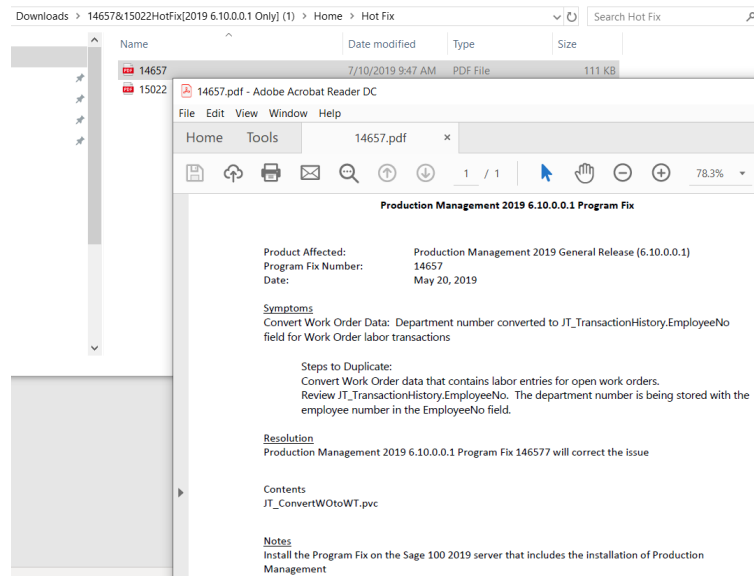 Downloads > 14657&15022HotFix[2019 6.10.0.0.1 Only] (1) > Home > Hot Fix
Search Hot Fix
Name Date modified Type Size
14657 7/10/2019 9:47 AM PDF File 111 KB
15022
14657.pdf - Adobe Acrobat Reader DC
File Edit View Window Help
Home Tools 14657.pdf ×
1 / 1 78.3%
Production Management 2019 6.10.0.0.1 Program Fix
Product Affected: Production Management 2019 General Release (6.10.0.0.1)
Program Fix Number: 14657
Date: May 20, 2019
Symptoms
Convert Work Order Data: Department number converted to JT_TransactionHistory.EmployeeNo
field for Work Order labor transactions
Steps to Duplicate:
Convert Work Order data that contains labor entries for open work orders.
Review JT_TransactionHistory.EmployeeNo. The department number is being stored with the
employee number in the EmployeeNo field.
Resolution
Production Management 2019 6.10.0.0.1 Program Fix 146577 will correct the issue
Contents
JT_ConvertWOtoWT.pvc
Notes
Install the Program Fix on the Sage 100 2019 server that includes the installation of Production
Management